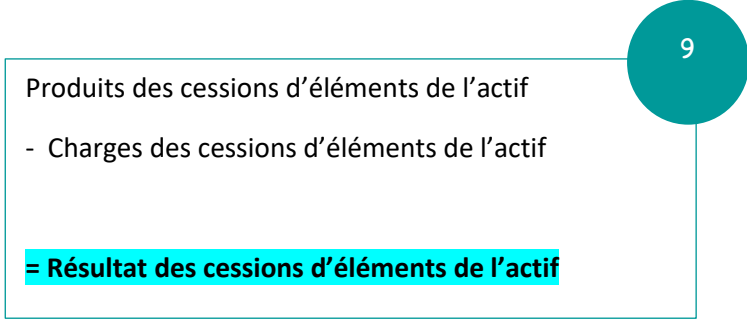 9
Produits des cessions d’éléments de l’actif
- Charges des cessions d’éléments de l’actif
= Résultat des cessions d’éléments de l’actif